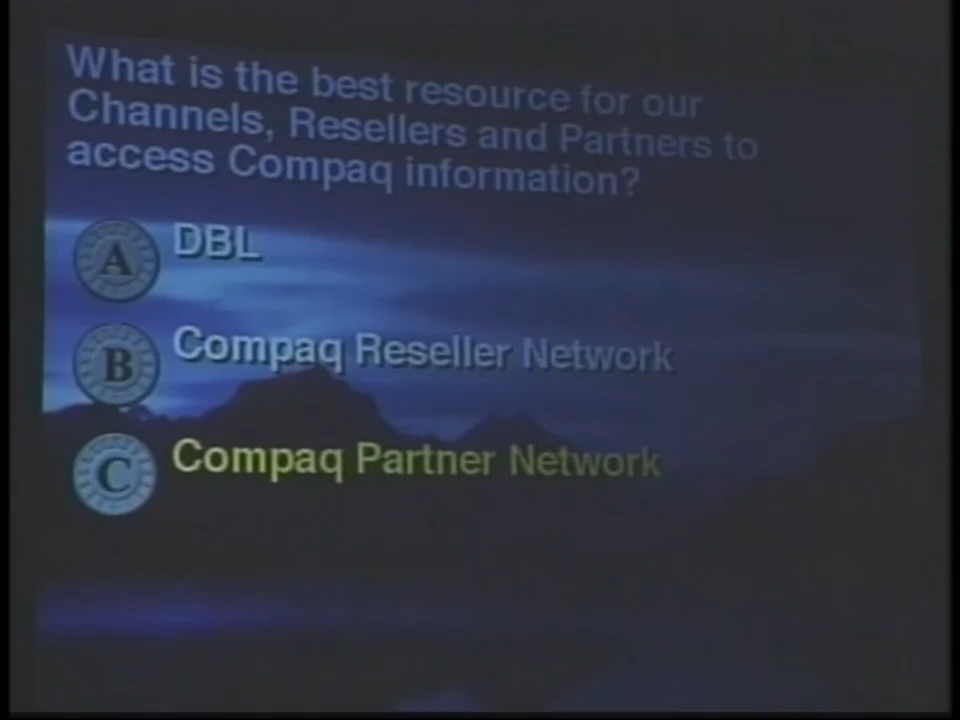 What is the best resource for our
Channels, Resellers and Partners to
access Compaq information?
A DBL
B Compaq Reseller Network
C Compaq Partner Network